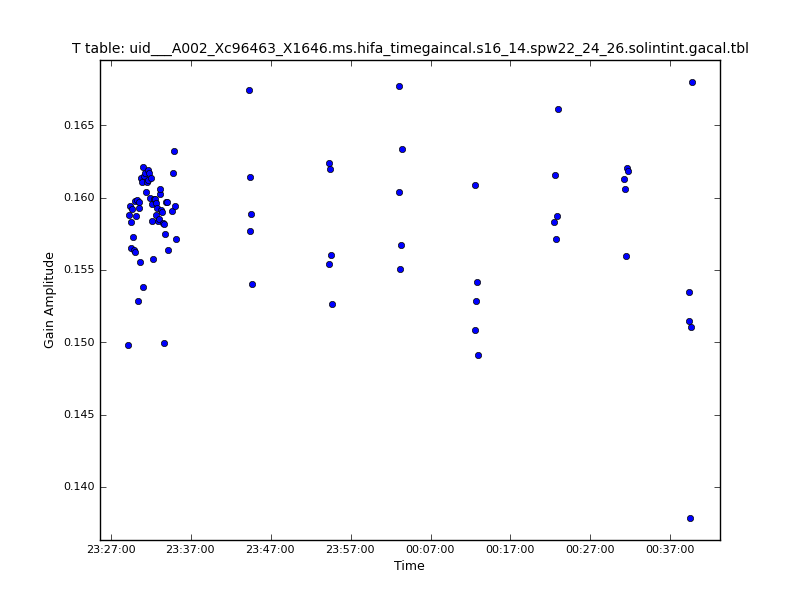 T table: uid___A002_Xc96463_X1646.ms.hifa_timegaincal.s16_14.spw22_24_26.solintint.gacal.tbl
0.165
0.160
0.155
0.150
0.145
0.140
Gain Amplitude
23:27:00 23:37:00 23:47:00 23:57:00 00:07:00 00:17:00 00:27:00 00:37:00
Time